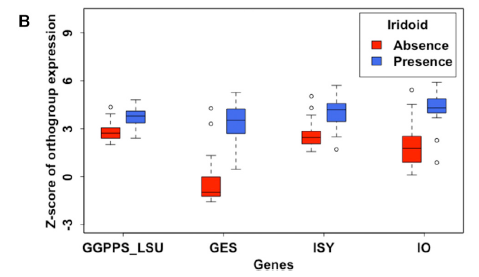 B
Iridoid
Absence
Presence
Z-score of orthogroup expression
9
6
3
0
-3
GGPPS_LSU GES ISY IO
Genes